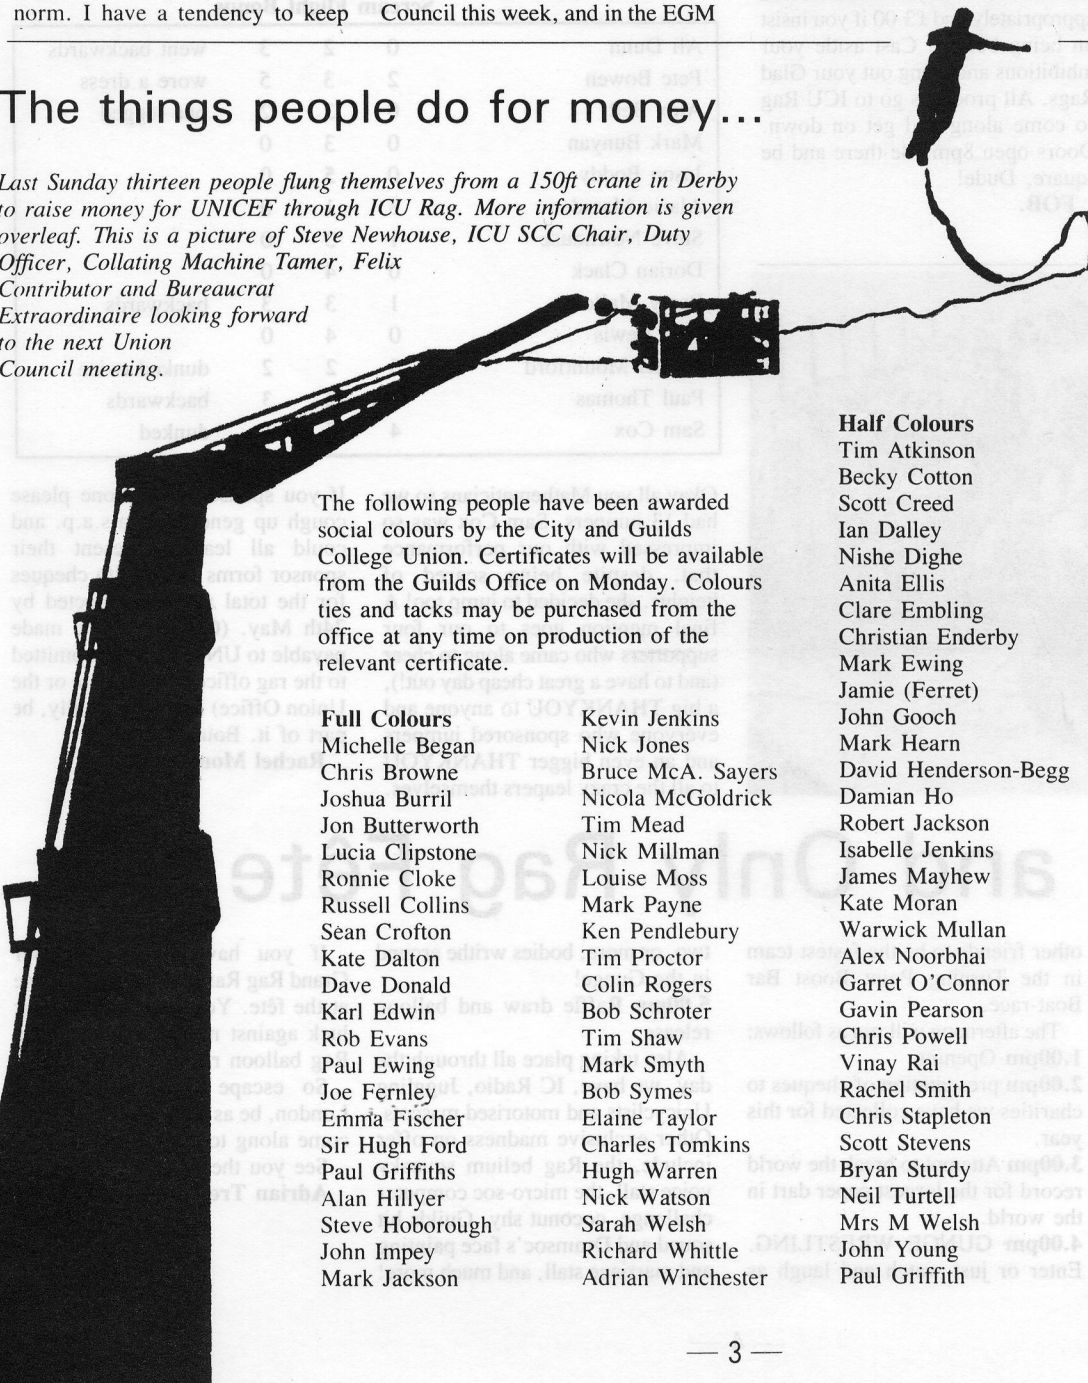 norm. I have a tendency to keep
Council this week, and in the EGM
The things people do for money...
Last Sunday thirteen people flung themselves from a 150ft crane in Derby
to raise money for UNICEF through ICU Rag. More information is given
overleaf. This is a picture of Steve Newhouse, ICU SCC Chair, Duty
Officer, Collating Machine Tamer, Felix
Contributor and Bureaucrat
Extraordinaire looking forward
to the next Union
Council meeting.
The following people have been awarded
social colours by the City and Guilds
College Union. Certificates will be available
from the Guilds Office on Monday. Colours
ties and tacks may be purchased from the
office at any time on production of the
relevant certificate.
Full Colours
Michelle Began
Chris Browne
Joshua Burril
Jon Butterworth
Lucia Clipstone
Ronnie Cloke
Russell Collins
Sean Crofton
Kate Dalton
Dave Donald
Karl Edwin
Rob Evans
Paul Ewing
Joe Fernley
Emma Fischer
Sir Hugh Ford
Paul Griffiths
Alan Hillyer
Steve Hoborough
John Impey
Mark Jackson
Kevin Jenkins
Nick Jones
Bruce McA. Sayers
Nicola McGoldrick
Tim Mead
Nick Millman
Louise Moss
Mark Payne
Ken Pendlebury
Tim Proctor
Colin Rogers
Bob Schroter
Tim Shaw
Mark Smyth
Bob Symes
Elaine Taylor
Charles Tomkins
Hugh Warren
Nick Watson
Sarah Welsh
Richard Whittle
Adrian Winchester
Half Colours
Tim Atkinson
Becky Cotton
Scott Creed
Ian Dalley
Nishe Dighe
Anita Ellis
Clare Embling
Christian Enderby
Mark Ewing
Jamie (Ferret)
John Gooch
Mark Hearn
David Henderson-Begg
Damian Ho
Robert Jackson
Isabelle Jenkins
James Mayhew
Kate Moran
Warwick Mullan
Alex Noorbhai
Garret O'Connor
Gavin Pearson
Chris Powell
Vinay Rai
Rachel Smith
Chris Stapleton
Scott Stevens
Bryan Sturdy
Neil Turtell
Mrs M Welsh
John Young
Paul Griffith
— 3 —